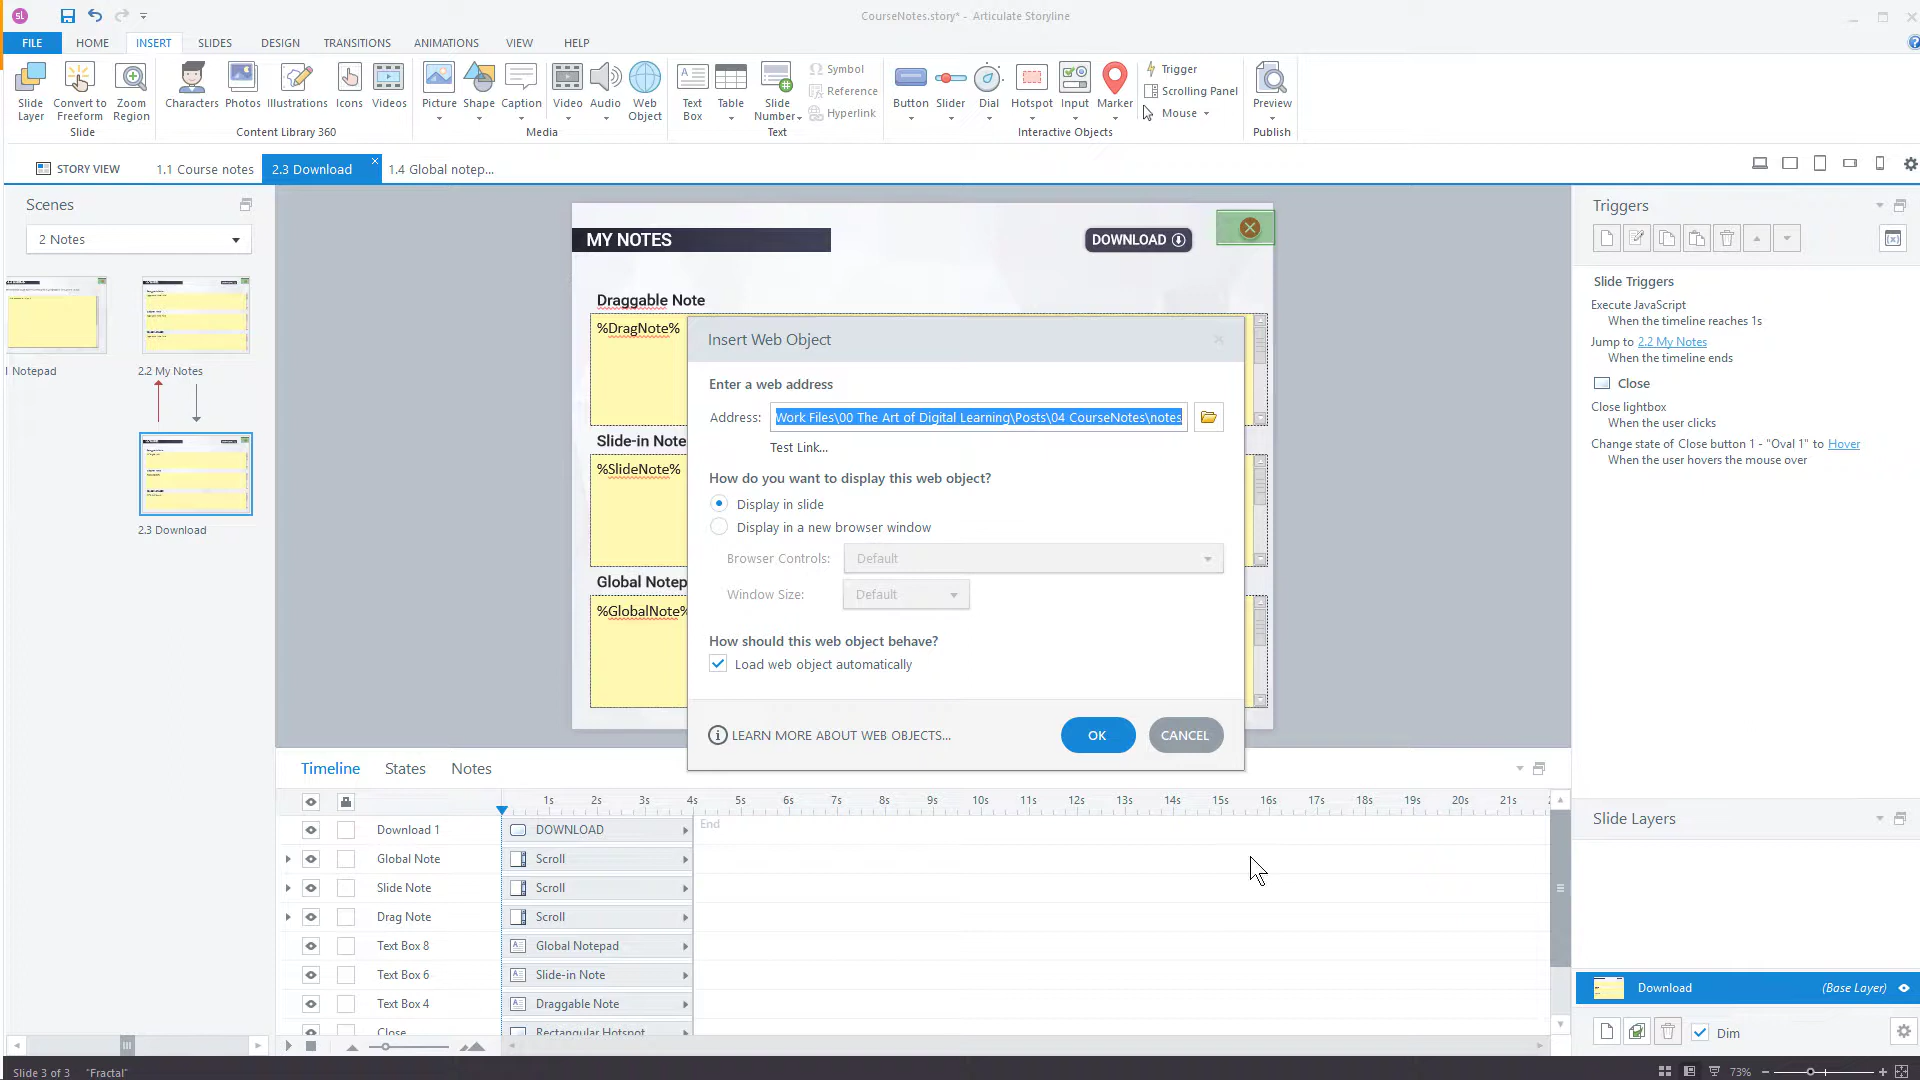 CourseNotes.story* - Articulate Storyline
FILE
HOME
INSERT
SLIDES
DESIGN
TRANSITIONS
ANIMATIONS
VIEW
HELP
Slide Layer
Convert to Freeform
Zoom Region
Slide
Characters
Photos
Illustrations
Icons
Videos
Content Library 360
Picture
Shape
Caption
Video
Audio
Web Object
Media
Text Box
Table
Slide Number
Symbol
Reference
Hyperlink
Text
Button
Slider
Dial
Hotspot
Input
Marker
Trigger
Scrolling Panel
Mouse
Interactive Objects
Preview
Publish
STORY VIEW
1.1 Course notes
2.3 Download
1.4 Global notep...
Scenes
2 Notes
Notepad
2.2 My Notes
2.3 Download
MY NOTES
DOWNLOAD
Draggable Note
%DragNote%
Slide-in Note
%SlideNote%
Global Notep
%GlobalNote%
Insert Web Object
Enter a web address
Address:
Work Files\00 The Art of Digital Learning\Posts\04 CourseNotes\notes
Test Link...
How do you want to display this web object?
Display in slide
Display in a new browser window
Browser Controls:
Default
Window Size:
Default
How should this web object behave?
Load web object automatically
LEARN MORE ABOUT WEB OBJECTS...
OK
CANCEL
Triggers
Slide Triggers
Execute JavaScript
When the timeline reaches 1s
Jump to 2.2 My Notes
When the timeline ends
Close
Close lightbox
When the user clicks
Change state of Close button 1 - "Oval 1" to Hover
When the user hovers the mouse over
Timeline
States
Notes
1s 2s 3s 4s 5s 6s 7s 8s 9s 10s 11s 12s 13s 14s 15s 16s 17s 18s 19s 20s 21s
End
Download 1
DOWNLOAD
Global Note
Scroll
Slide Note
Scroll
Drag Note
Scroll
Text Box 8
Global Notepad
Text Box 6
Slide-in Note
Text Box 4
Draggable Note
Close
Rectangular Hotspot
Slide Layers
Download
(Base Layer)
Dim
Slide 3 of 3
"Fractal"
73%